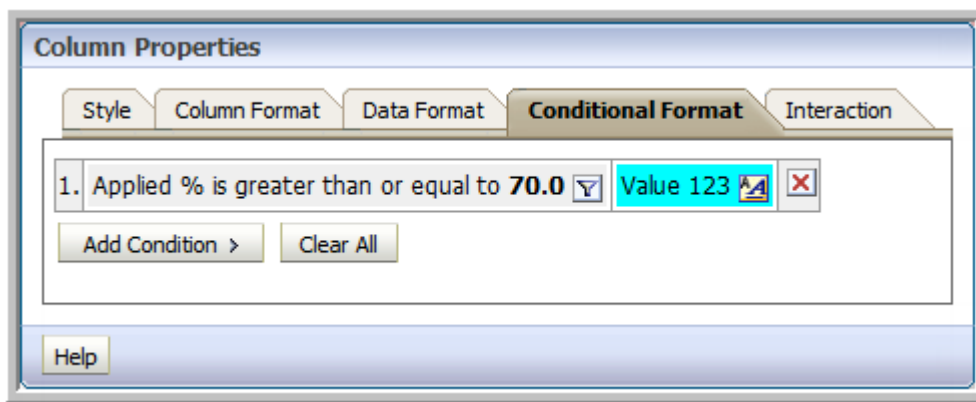 Column Properties
Style Column Format Data Format Conditional Format Interaction
1. Applied % is greater than or equal to 70.0 Value 123
Add Condition > Clear All
Help